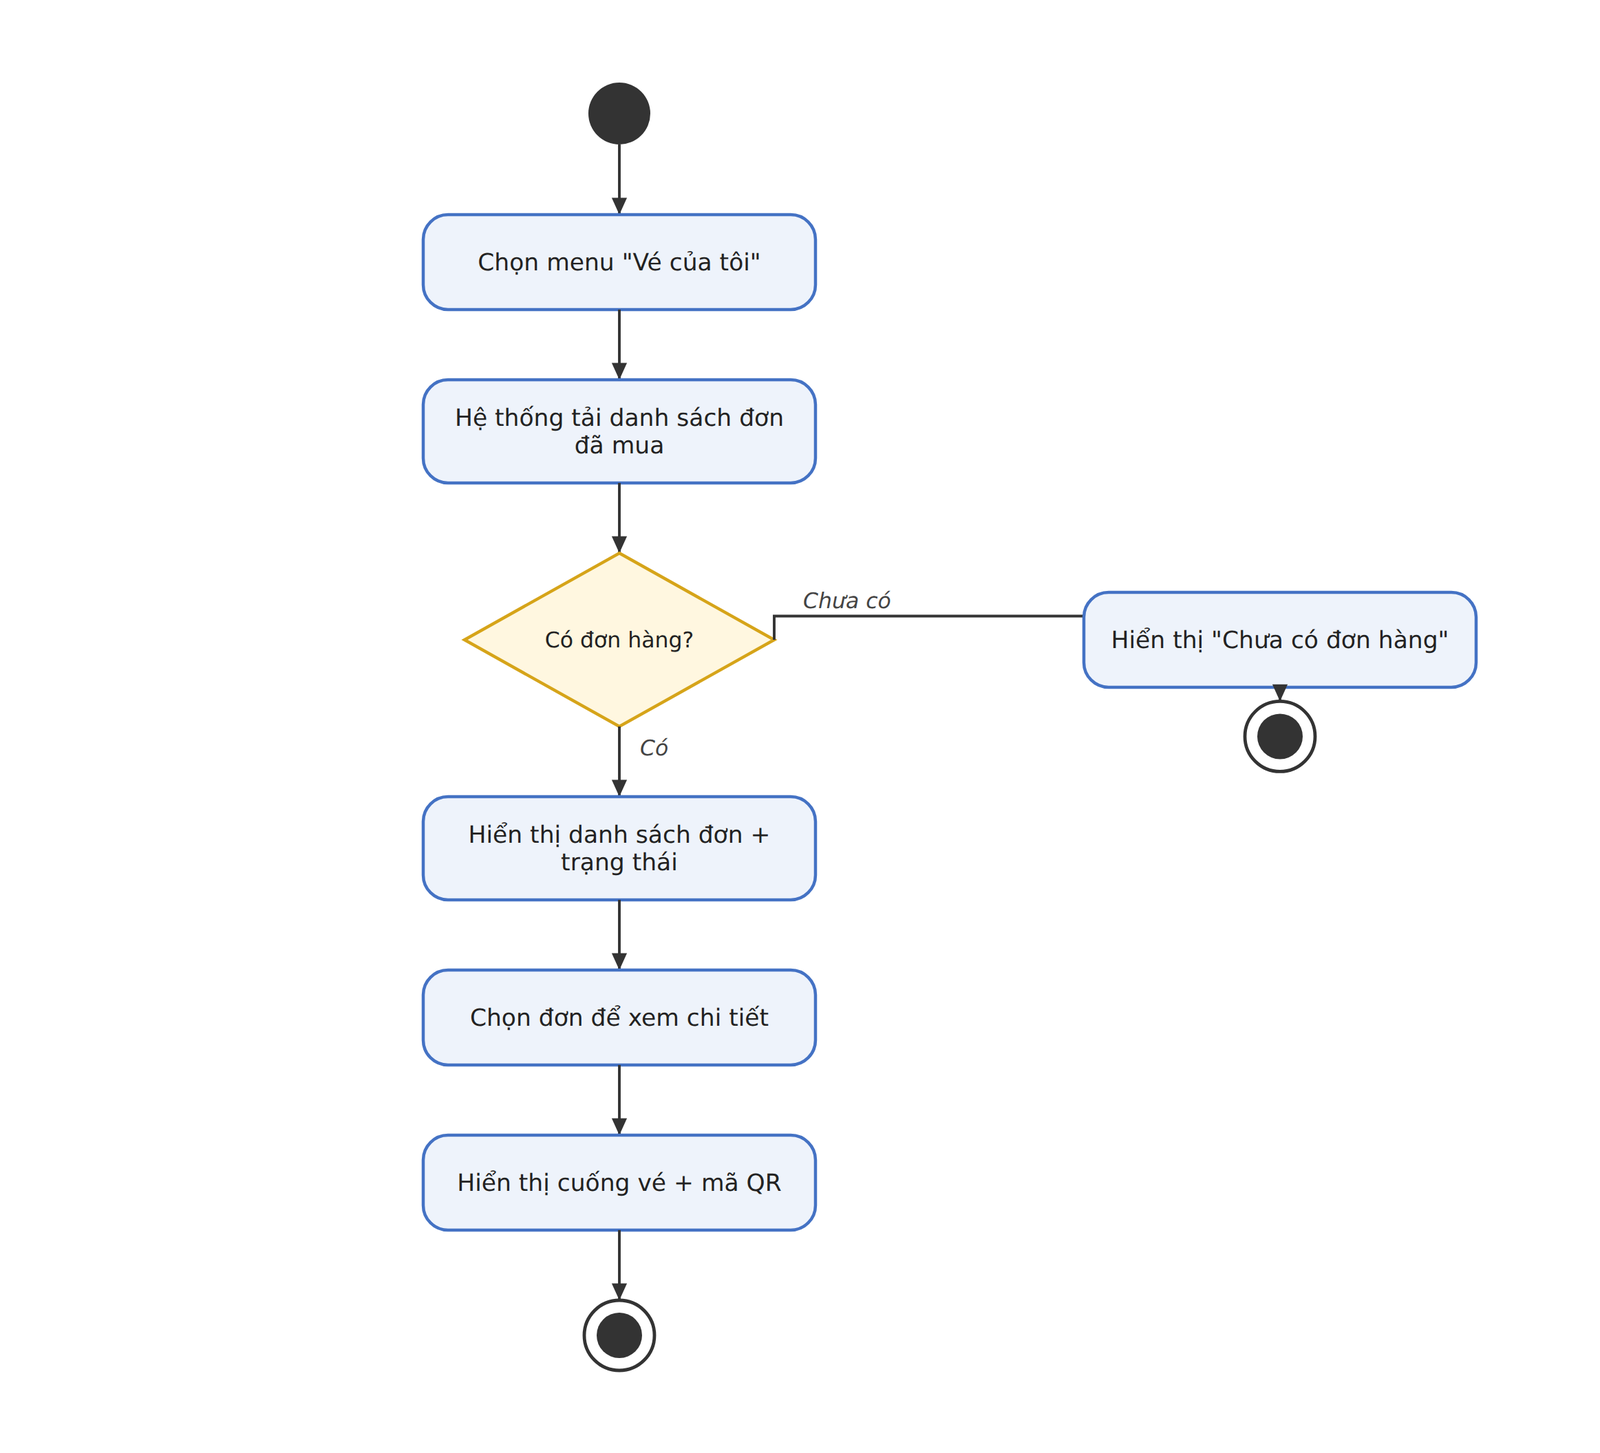 Chọn menu "Vé của tôi"
Hệ thống tải danh sách đơn
đã mua
Chưa có
Có đơn hàng?
Hiển thị "Chưa có đơn hàng"
Có
Hiển thị danh sách đơn +
trạng thái
Chọn đơn để xem chi tiết
Hiển thị cuống vé + mã QR